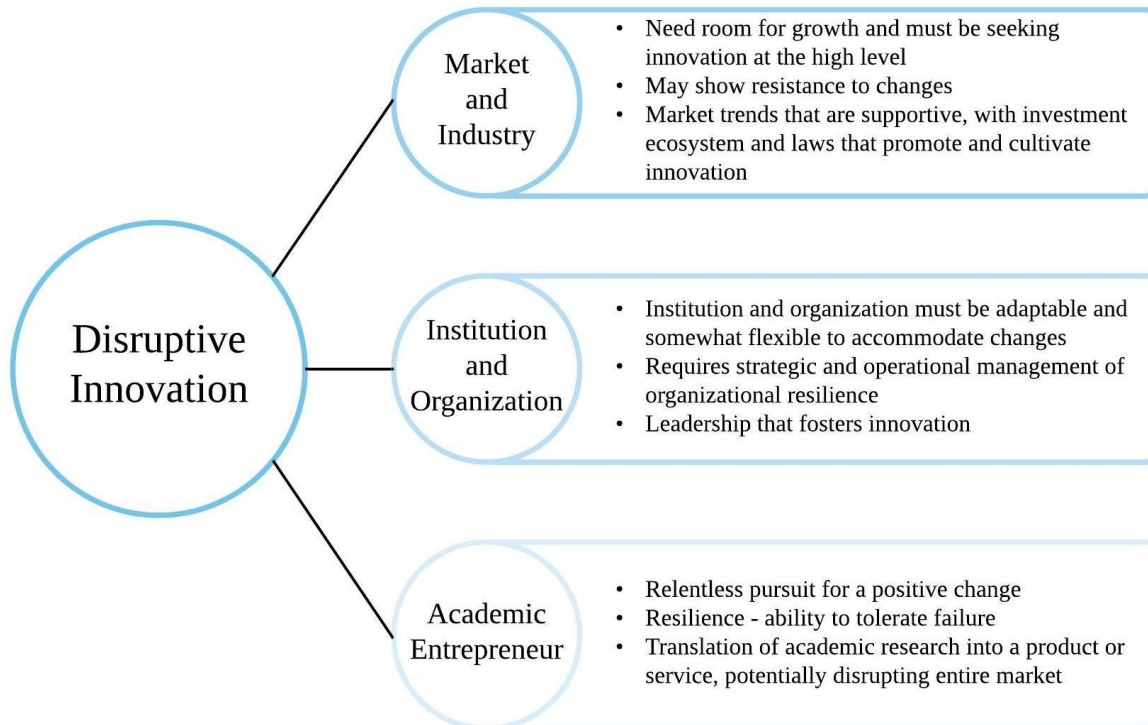 Disruptive
Innovation
Market
and
Industry
• Need room for growth and must be seeking
innovation at the high level
• May show resistance to changes
• Market trends that are supportive, with investment
ecosystem and laws that promote and cultivate
innovation
Institution
and
Organization
• Institution and organization must be adaptable and
somewhat flexible to accommodate changes
• Requires strategic and operational management of
organizational resilience
• Leadership that fosters innovation
Academic
Entrepreneur
• Relentless pursuit for a positive change
• Resilience - ability to tolerate failure
• Translation of academic research into a product or
service, potentially disrupting entire market